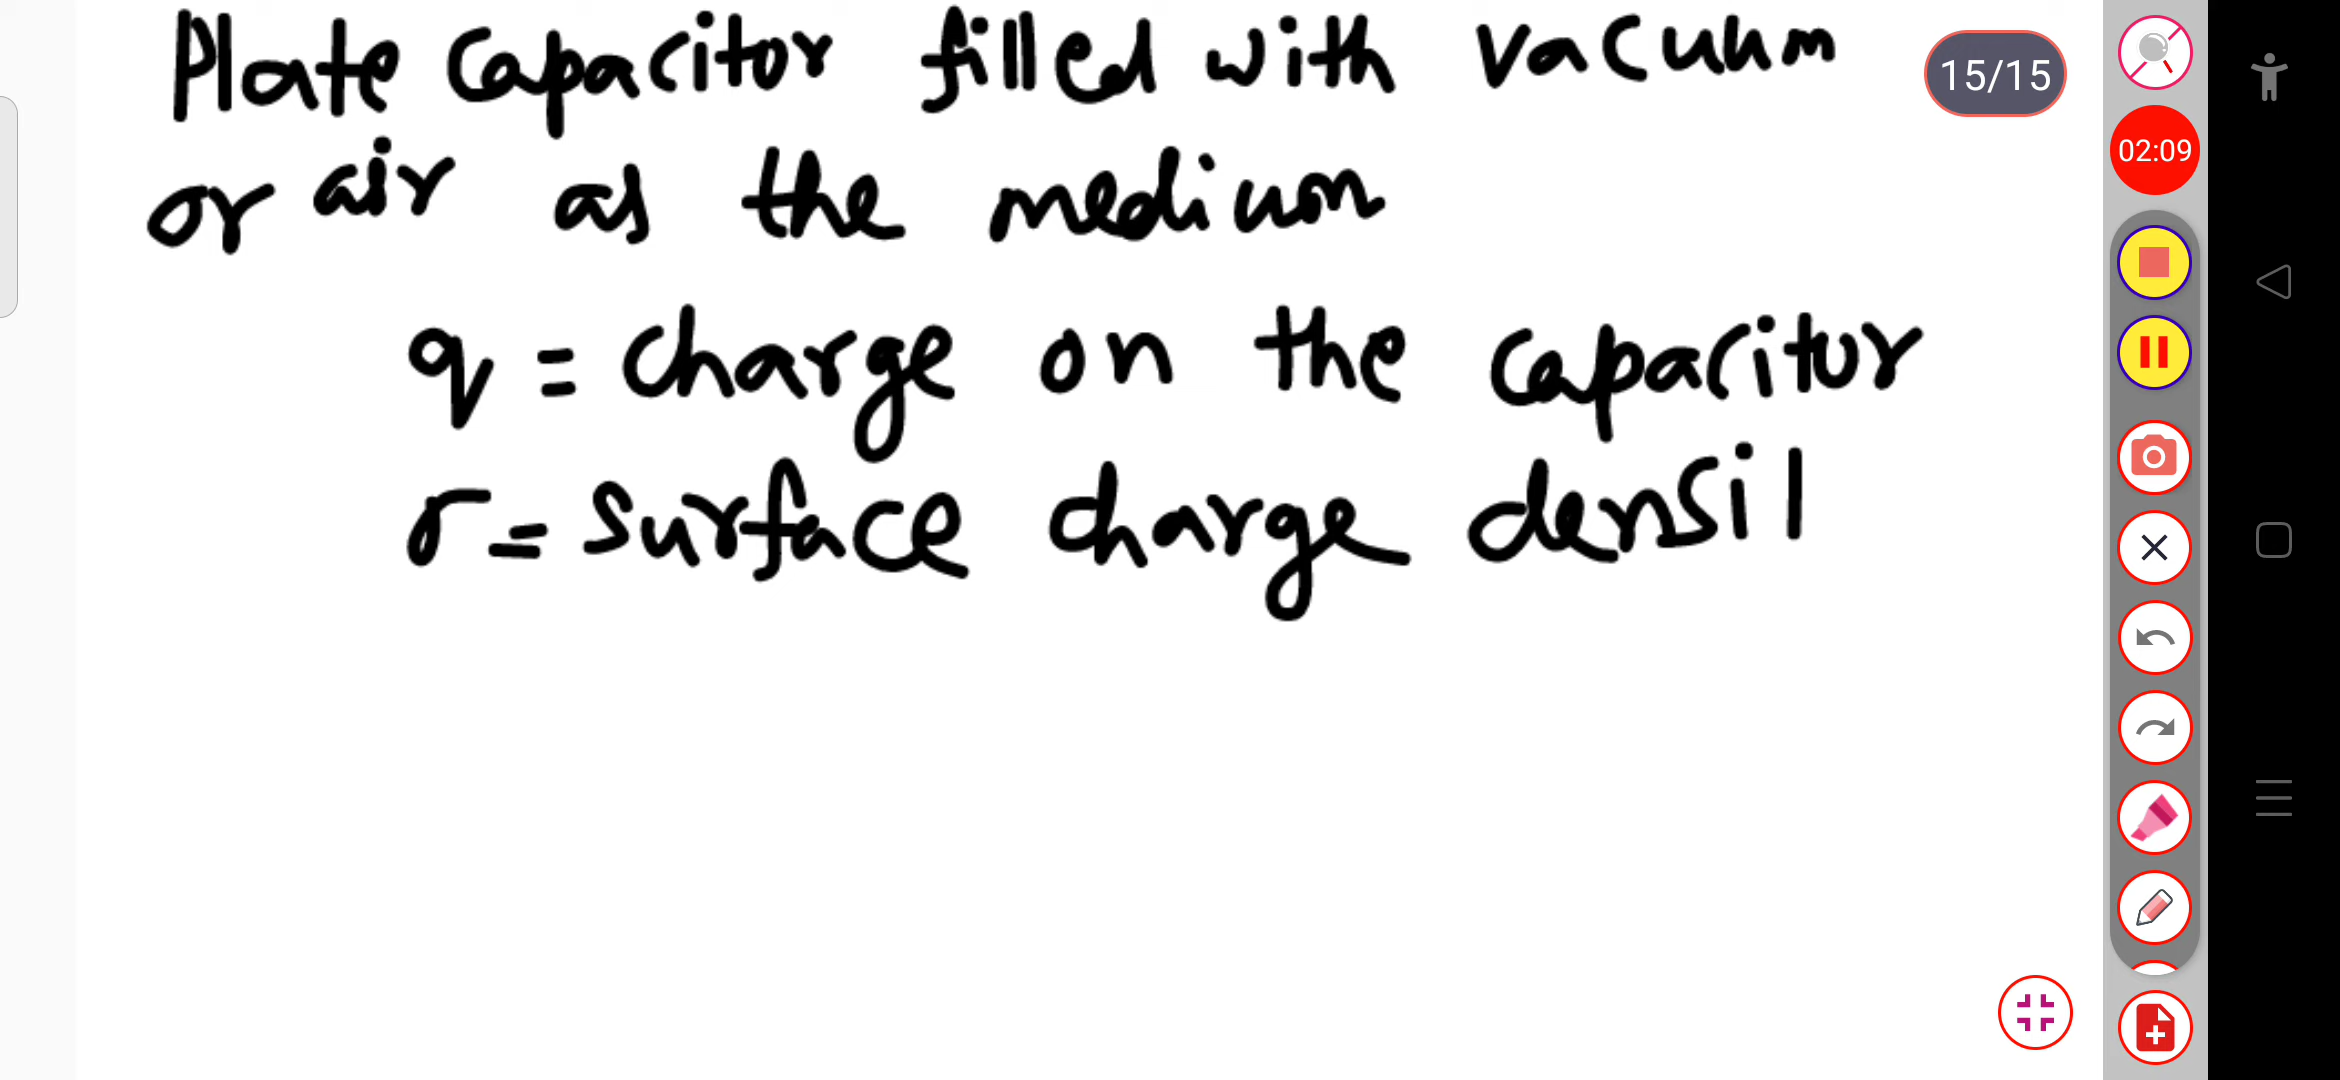 Plate Capacitor filled with vacuum
15/15
02:09
or air as the medium
q = charge on the capacitor
σ = surface charge densil